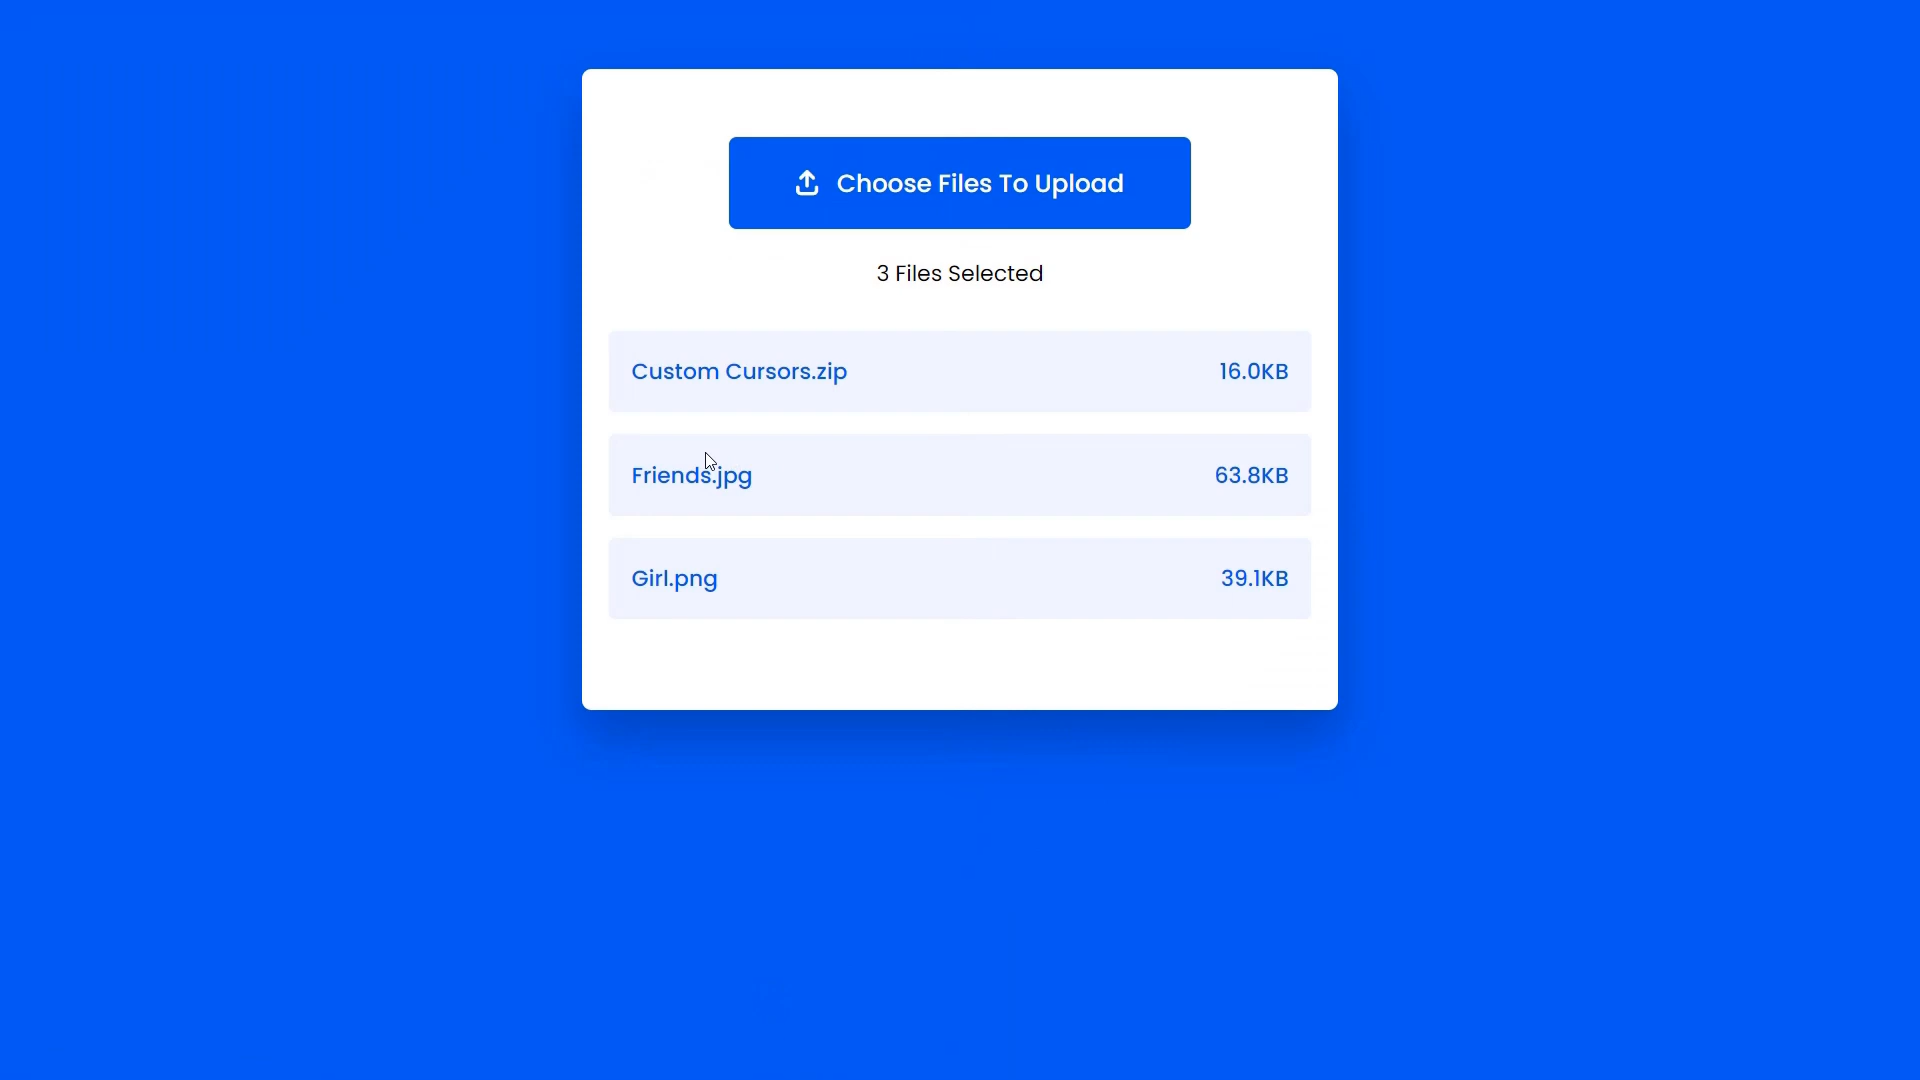 Choose Files To Upload
3 Files Selected
Custom Cursors.zip 16.0KB
Friends.jpg 63.8KB
Girl.png 39.1KB